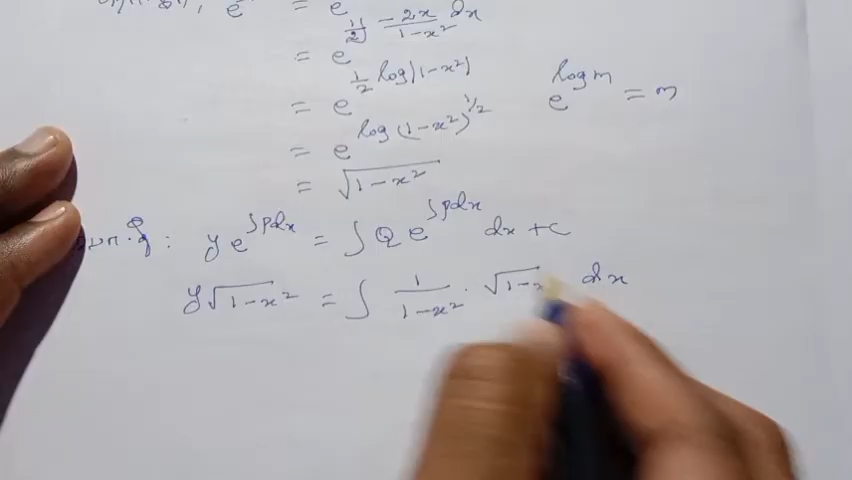 = e
= e^{½∫ -2x/(1-x²) dx}
= e^{½ log|1-x²|} e^{log m} = m
= e^{log (1-x²)^{1/2}}
= √(1-x²)
: y e^{∫pdx} = ∫ Q e^{∫pdx} dx + C
y√(1-x²) = ∫ 1/(1-x²) · √(1-x dx